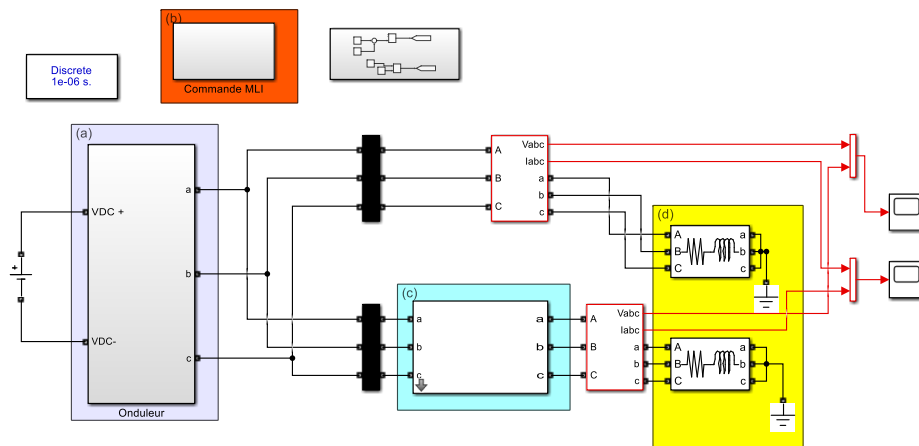 (b)
Commande MLI
Discrete
1e-06 s.
(a)
VDC +
VDC-
a
b
c
Onduleur
+
A
B
C
Vabc
Iabc
a
b
c
(d)
A
B
C
a
b
c
(c)
a
b
c
a
b
c
A
B
C
Vabc
Iabc
a
b
c
A
B
C
a
b
c